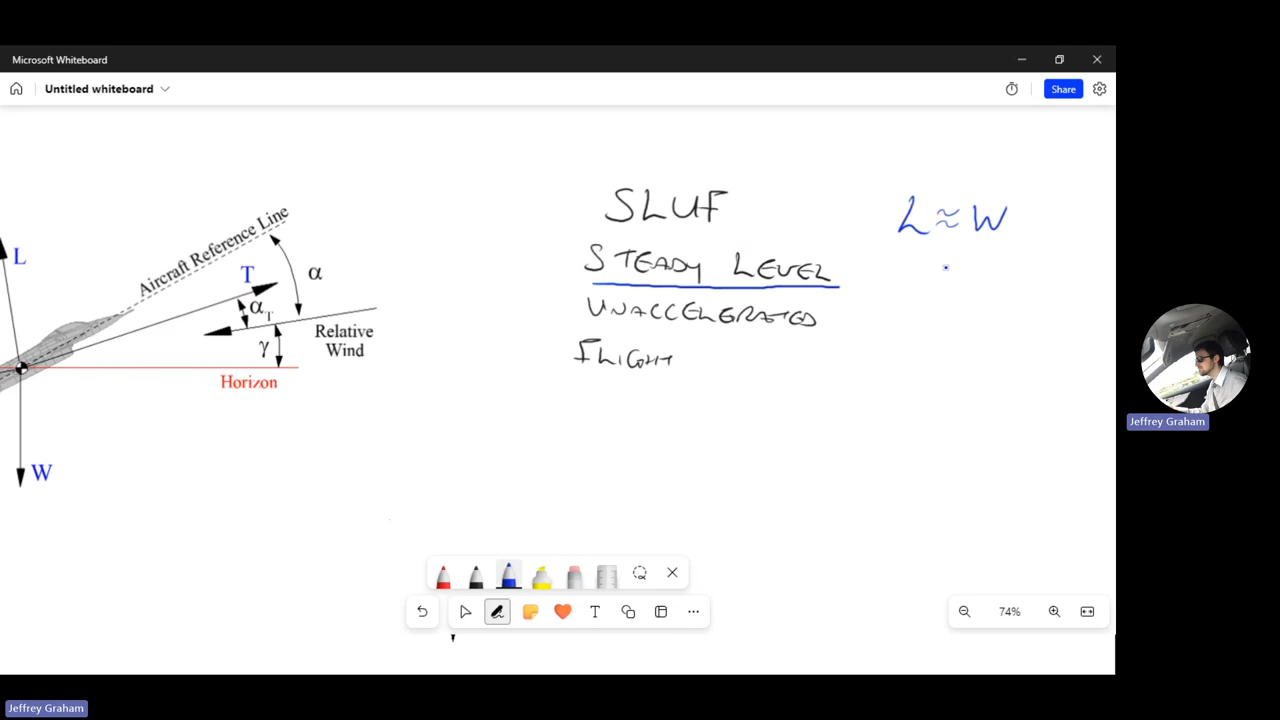 Microsoft Whiteboard
Untitled whiteboard
Share
SLUF
STEADY LEVEL
UNACCELERATED
FLIGHT
L ≈ W
Aircraft Reference Line
L
T
α
α_T
Relative
Wind
γ
Horizon
W
Jeffrey Graham
T
74%
Jeffrey Graham